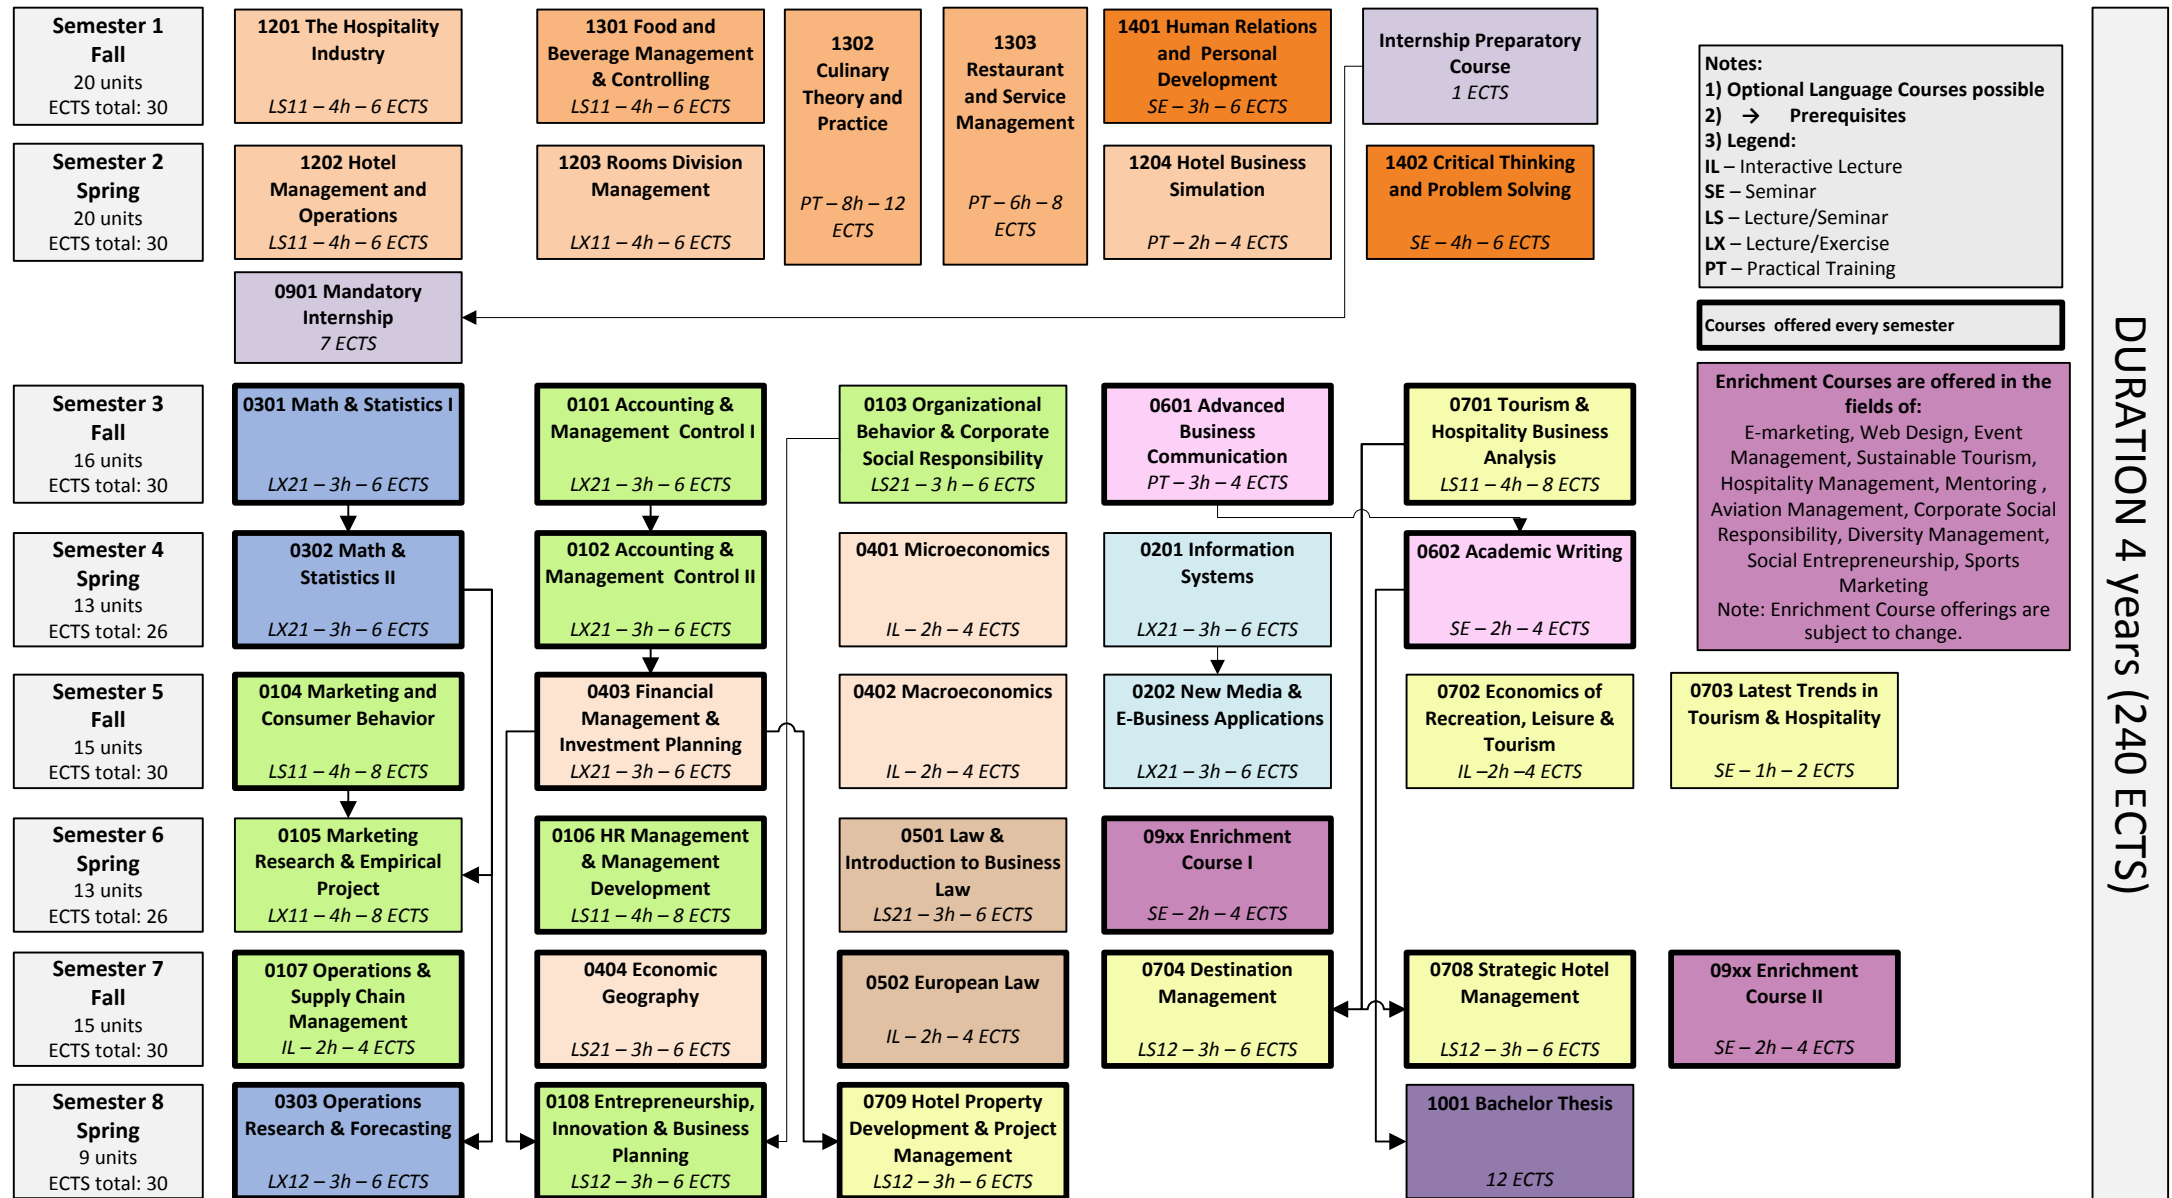 Semester 1
Fall
20 units
ECTS total: 30
1201 The Hospitality
Industry
LS11 – 4h – 6 ECTS
1301 Food and
Beverage Management
& Controlling
LS11 – 4h – 6 ECTS
1302
Culinary
Theory and
Practice
PT – 8h – 12
ECTS
1303
Restaurant
and Service
Management
PT – 6h – 8
ECTS
1401 Human Relations
and Personal
Development
SE – 3h – 6 ECTS
Internship Preparatory
Course
1 ECTS
Semester 2
Spring
20 units
ECTS total: 30
1202 Hotel
Management and
Operations
LS11 – 4h – 6 ECTS
1203 Rooms Division
Management
LX11 – 4h – 6 ECTS
1204 Hotel Business
Simulation
PT – 2h – 4 ECTS
1402 Critical Thinking
and Problem Solving
SE – 4h – 6 ECTS
0901 Mandatory
Internship
7 ECTS
Notes:
1) Optional Language Courses possible
2) → Prerequisites
3) Legend:
IL – Interactive Lecture
SE – Seminar
LS – Lecture/Seminar
LX – Lecture/Exercise
PT – Practical Training
Courses offered every semester
Enrichment Courses are offered in the
fields of:
E-marketing, Web Design, Event
Management, Sustainable Tourism,
Hospitality Management, Mentoring ,
Aviation Management, Corporate Social
Responsibility, Diversity Management,
Social Entrepreneurship, Sports
Marketing
Note: Enrichment Course offerings are
subject to change.
Semester 3
Fall
16 units
ECTS total: 30
0301 Math & Statistics I
LX21 – 3h – 6 ECTS
0101 Accounting &
Management Control I
LX21 – 3h – 6 ECTS
0103 Organizational
Behavior & Corporate
Social Responsibility
LS21 – 3 h – 6 ECTS
0601 Advanced
Business
Communication
PT – 3h – 4 ECTS
0701 Tourism &
Hospitality Business
Analysis
LS11 – 4h – 8 ECTS
Semester 4
Spring
13 units
ECTS total: 26
0302 Math &
Statistics II
LX21 – 3h – 6 ECTS
0102 Accounting &
Management Control II
LX21 – 3h – 6 ECTS
0401 Microeconomics
IL – 2h – 4 ECTS
0201 Information
Systems
LX21 – 3h – 6 ECTS
0602 Academic Writing
SE – 2h – 4 ECTS
Semester 5
Fall
15 units
ECTS total: 30
0104 Marketing and
Consumer Behavior
LS11 – 4h – 8 ECTS
0403 Financial
Management &
Investment Planning
LX21 – 3h – 6 ECTS
0402 Macroeconomics
IL – 2h – 4 ECTS
0202 New Media &
E-Business Applications
LX21 – 3h – 6 ECTS
0702 Economics of
Recreation, Leisure &
Tourism
IL –2h –4 ECTS
0703 Latest Trends in
Tourism & Hospitality
SE – 1h – 2 ECTS
Semester 6
Spring
13 units
ECTS total: 26
0105 Marketing
Research & Empirical
Project
LX11 – 4h – 8 ECTS
0106 HR Management
& Management
Development
LS11 – 4h – 8 ECTS
0501 Law &
Introduction to Business
Law
LS21 – 3h – 6 ECTS
09xx Enrichment
Course I
SE – 2h – 4 ECTS
Semester 7
Fall
15 units
ECTS total: 30
0107 Operations &
Supply Chain
Management
IL – 2h – 4 ECTS
0404 Economic
Geography
LS21 – 3h – 6 ECTS
0502 European Law
IL – 2h – 4 ECTS
0704 Destination
Management
LS12 – 3h – 6 ECTS
0708 Strategic Hotel
Management
LS12 – 3h – 6 ECTS
09xx Enrichment
Course II
SE – 2h – 4 ECTS
Semester 8
Spring
9 units
ECTS total: 30
0303 Operations
Research & Forecasting
LX12 – 3h – 6 ECTS
0108 Entrepreneurship,
Innovation & Business
Planning
LS12 – 3h – 6 ECTS
0709 Hotel Property
Development & Project
Management
LS12 – 3h – 6 ECTS
1001 Bachelor Thesis
12 ECTS
DURATION 4 years (240 ECTS)